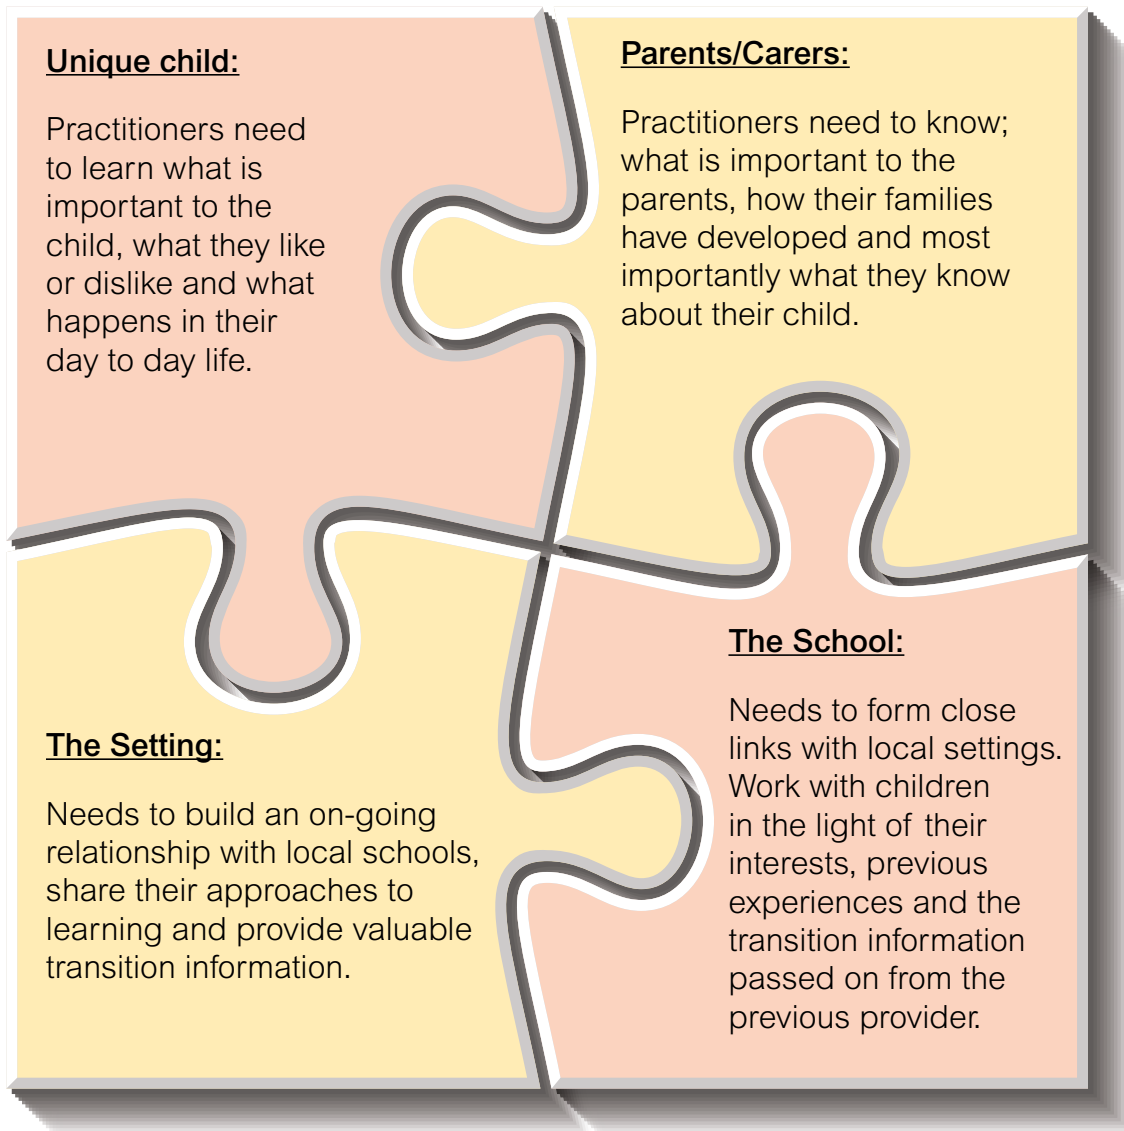 Unique child:
Practitioners need
to learn what is
important to the
child, what they like
or dislike and what
happens in their
day to day life.
Parents/Carers:
Practitioners need to know;
what is important to the
parents, how their families
have developed and most
importantly what they know
about their child.
The Setting:
Needs to build an on-going
relationship with local schools,
share their approaches to
learning and provide valuable
transition information.
The School:
Needs to form close
links with local settings.
Work with children
in the light of their
interests, previous
experiences and the
transition information
passed on from the
previous provider.